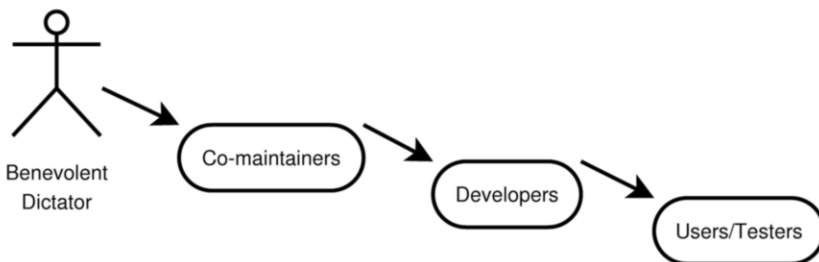 Benevolent
Dictator
Co-maintainers
Developers
Users/Testers